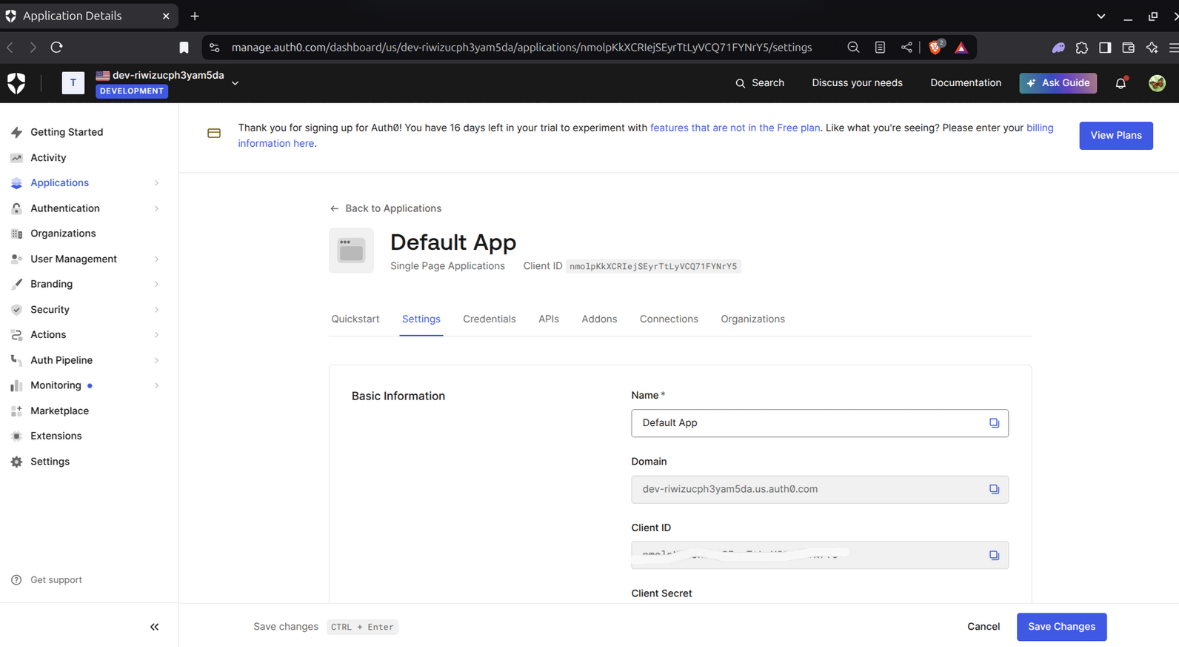 Application Details
manage.auth0.com/dashboard/us/dev-riwizucph3yam5da/applications/nmolpKkXCRIejSEyrTtLyVCQ71FYNrY5/settings
2
T
dev-riwizucph3yam5da
DEVELOPMENT
Search
Discuss your needs
Documentation
Ask Guide
Getting Started
Activity
Applications
Authentication
Organizations
User Management
Branding
Security
Actions
Auth Pipeline
Monitoring
Marketplace
Extensions
Settings
Get support
Thank you for signing up for Auth0! You have 16 days left in your trial to experiment with features that are not in the Free plan. Like what you're seeing? Please enter your billing
information here.
View Plans
← Back to Applications
Default App
Single Page Applications
Client ID nmolpKkXCRIejSEyrTtLyVCQ71FYNrY5
Quickstart
Settings
Credentials
APIs
Addons
Connections
Organizations
Basic Information
Name *
Default App
Domain
dev-riwizucph3yam5da.us.auth0.com
Client ID
Client Secret
Save changes CTRL + Enter
Cancel
Save Changes